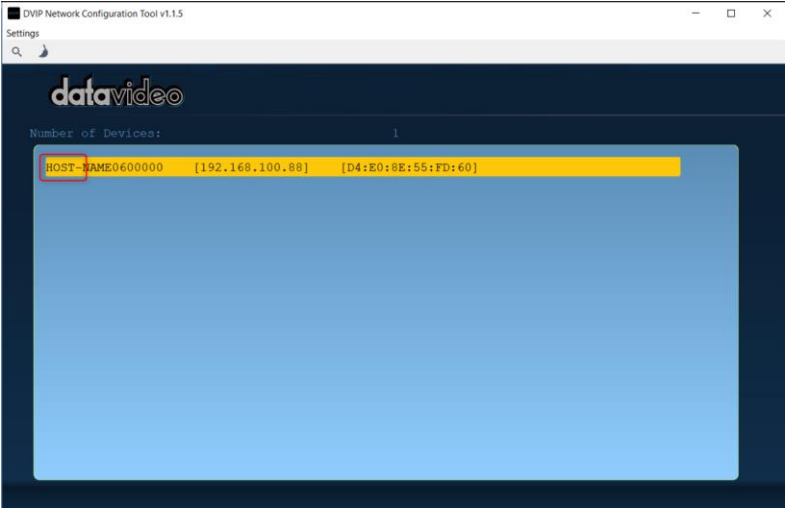 DVIP Network Configuration Tool v1.1.5
Settings
datavideo
Number of Devices: 1
HOST-NAME0600000 [192.168.100.88] [D4:E0:8E:55:FD:60]